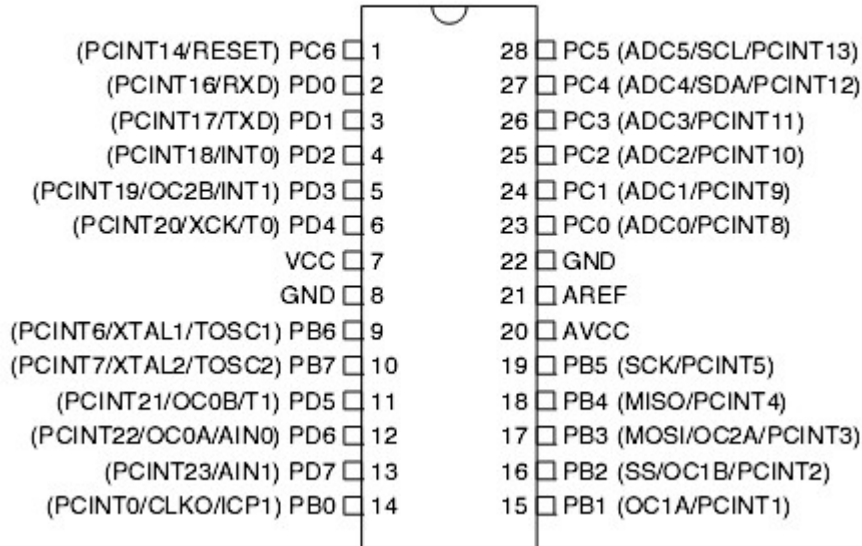 (PCINT14/RESET) PC6 1 28 PC5 (ADC5/SCL/PCINT13)
(PCINT16/RXD) PD0 2 27 PC4 (ADC4/SDA/PCINT12)
(PCINT17/TXD) PD1 3 26 PC3 (ADC3/PCINT11)
(PCINT18/INT0) PD2 4 25 PC2 (ADC2/PCINT10)
(PCINT19/OC2B/INT1) PD3 5 24 PC1 (ADC1/PCINT9)
(PCINT20/XCK/T0) PD4 6 23 PC0 (ADC0/PCINT8)
VCC 7 22 GND
GND 8 21 AREF
(PCINT6/XTAL1/TOSC1) PB6 9 20 AVCC
(PCINT7/XTAL2/TOSC2) PB7 10 19 PB5 (SCK/PCINT5)
(PCINT21/OC0B/T1) PD5 11 18 PB4 (MISO/PCINT4)
(PCINT22/OC0A/AIN0) PD6 12 17 PB3 (MOSI/OC2A/PCINT3)
(PCINT23/AIN1) PD7 13 16 PB2 (SS/OC1B/PCINT2)
(PCINT0/CLKO/ICP1) PB0 14 15 PB1 (OC1A/PCINT1)